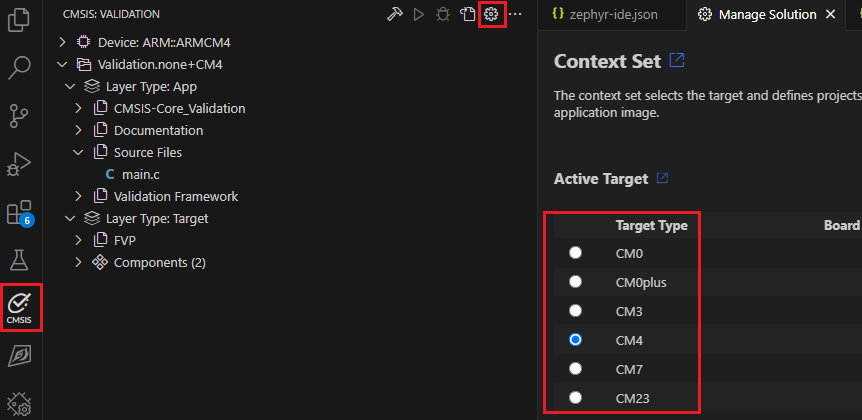 CMSIS: VALIDATION
Device: ARM::ARMCM4
Validation.none+CM4
Layer Type: App
CMSIS-Core_Validation
Documentation
Source Files
C main.c
Validation Framework
Layer Type: Target
FVP
Components (2)
6
CMSIS
{} zephyr-ide.json
Manage Solution
Context Set
The context set selects the target and defines projects
application image.
Active Target
Target Type Board
CM0
CM0plus
CM3
CM4
CM7
CM23